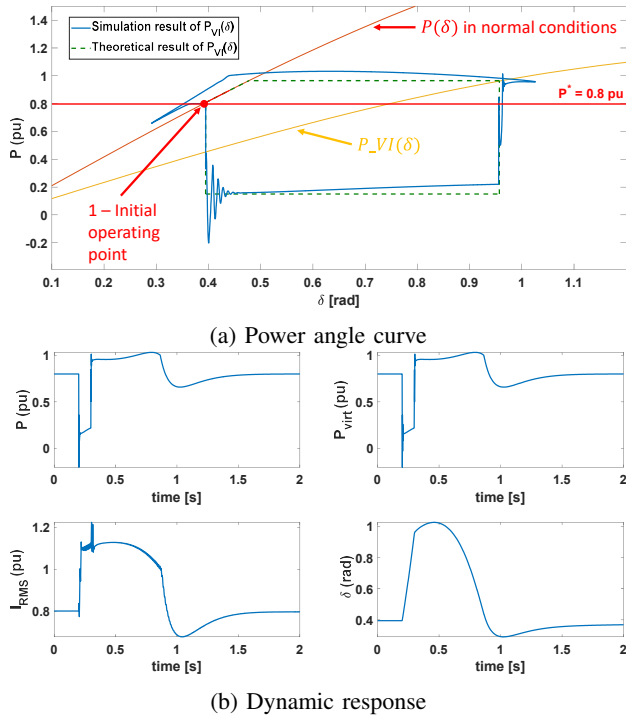 1.4
1.2
1
0.8
0.6
0.4
0.2
0
-0.2
P (pu)
Simulation result of P_VI(δ)
Theoretical result of P_VI(δ)
P(δ) in normal conditions
P* = 0.8 pu
P_VI(δ)
1 – Initial
operating
point
0.1 0.2 0.3 0.4 0.5 0.6 0.7 0.8 0.9 1 1.1
δ [rad]
(a) Power angle curve
1
0.5
0
P (pu)
0 0.5 1 1.5 2
time [s]
1
0.5
0
P_virt (pu)
0 0.5 1 1.5 2
time [s]
1.2
1
0.8
I_RMS (pu)
0 0.5 1 1.5 2
time [s]
1
0.8
0.6
0.4
δ (rad)
0 0.5 1 1.5 2
time [s]
(b) Dynamic response